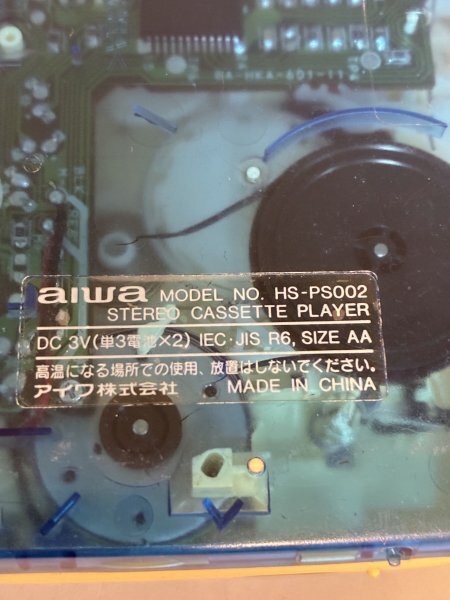 aiwa MODEL NO. HS-PS002
STEREO CASSETTE PLAYER
DC 3V(単3電池×2) IEC·JIS R6, SIZE AA
高温になる場所での使用、放置はしないでください。
アイワ株式会社 MADE IN CHINA